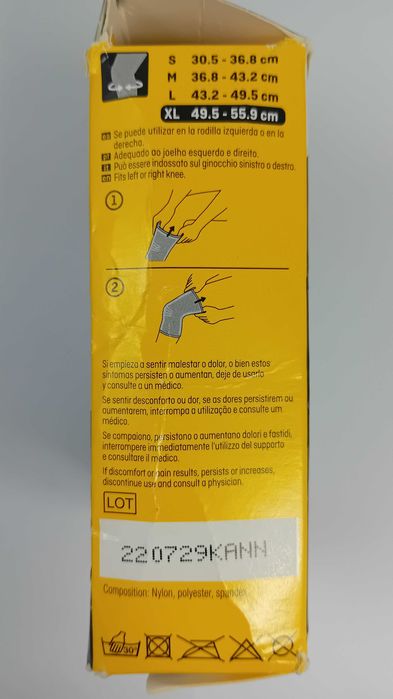 S 30.5 - 36.8 cm
M 36.8 - 43.2 cm
L 43.2 - 49.5 cm
XL 49.5 - 55.9 cm
es Se puede utilizar en la rodilla izquierda o en la
derecha.
pt Adequado ao joelho esquerdo e direito.
it Può essere indossato sul ginocchio sinistro o destro.
en Fits left or right knee.
1
2
Si empieza a sentir malestar o dolor, o bien estos
síntomas persisten o aumentan, deje de usarlo
y consulte a un médico.
Se sentir desconforto ou dor, se as dores persistirem ou
aumentarem, interrompa a utilização e consulte um
médico.
Se compaiono, persistono o aumentano dolori e fastidi,
interrompere immediatamente l'utilizzo del supporto
e consultare il medico.
If discomfort or pain results, persists or increases,
discontinue use and consult a physician.
LOT
220729KANN
Composition: Nylon, polyester, spandex
30°